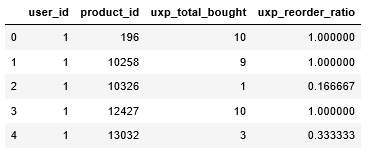 user_id product_id uxp_total_bought uxp_reorder_ratio
0 1 196 10 1.000000
1 1 10258 9 1.000000
2 1 10326 1 0.166667
3 1 12427 10 1.000000
4 1 13032 3 0.333333